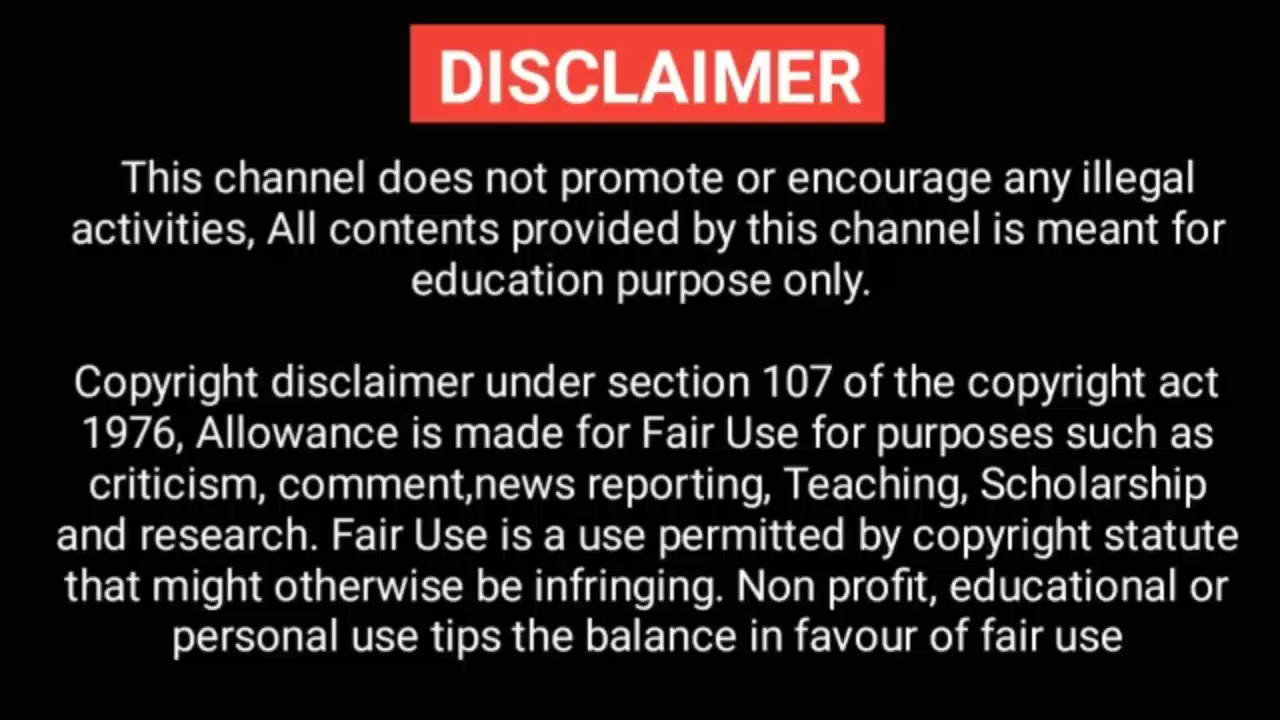 DISCLAIMER
This channel does not promote or encourage any illegal
activities, All contents provided by this channel is meant for
education purpose only.
Copyright disclaimer under section 107 of the copyright act
1976, Allowance is made for Fair Use for purposes such as
criticism, comment,news reporting, Teaching, Scholarship
and research. Fair Use is a use permitted by copyright statute
that might otherwise be infringing. Non profit, educational or
personal use tips the balance in favour of fair use